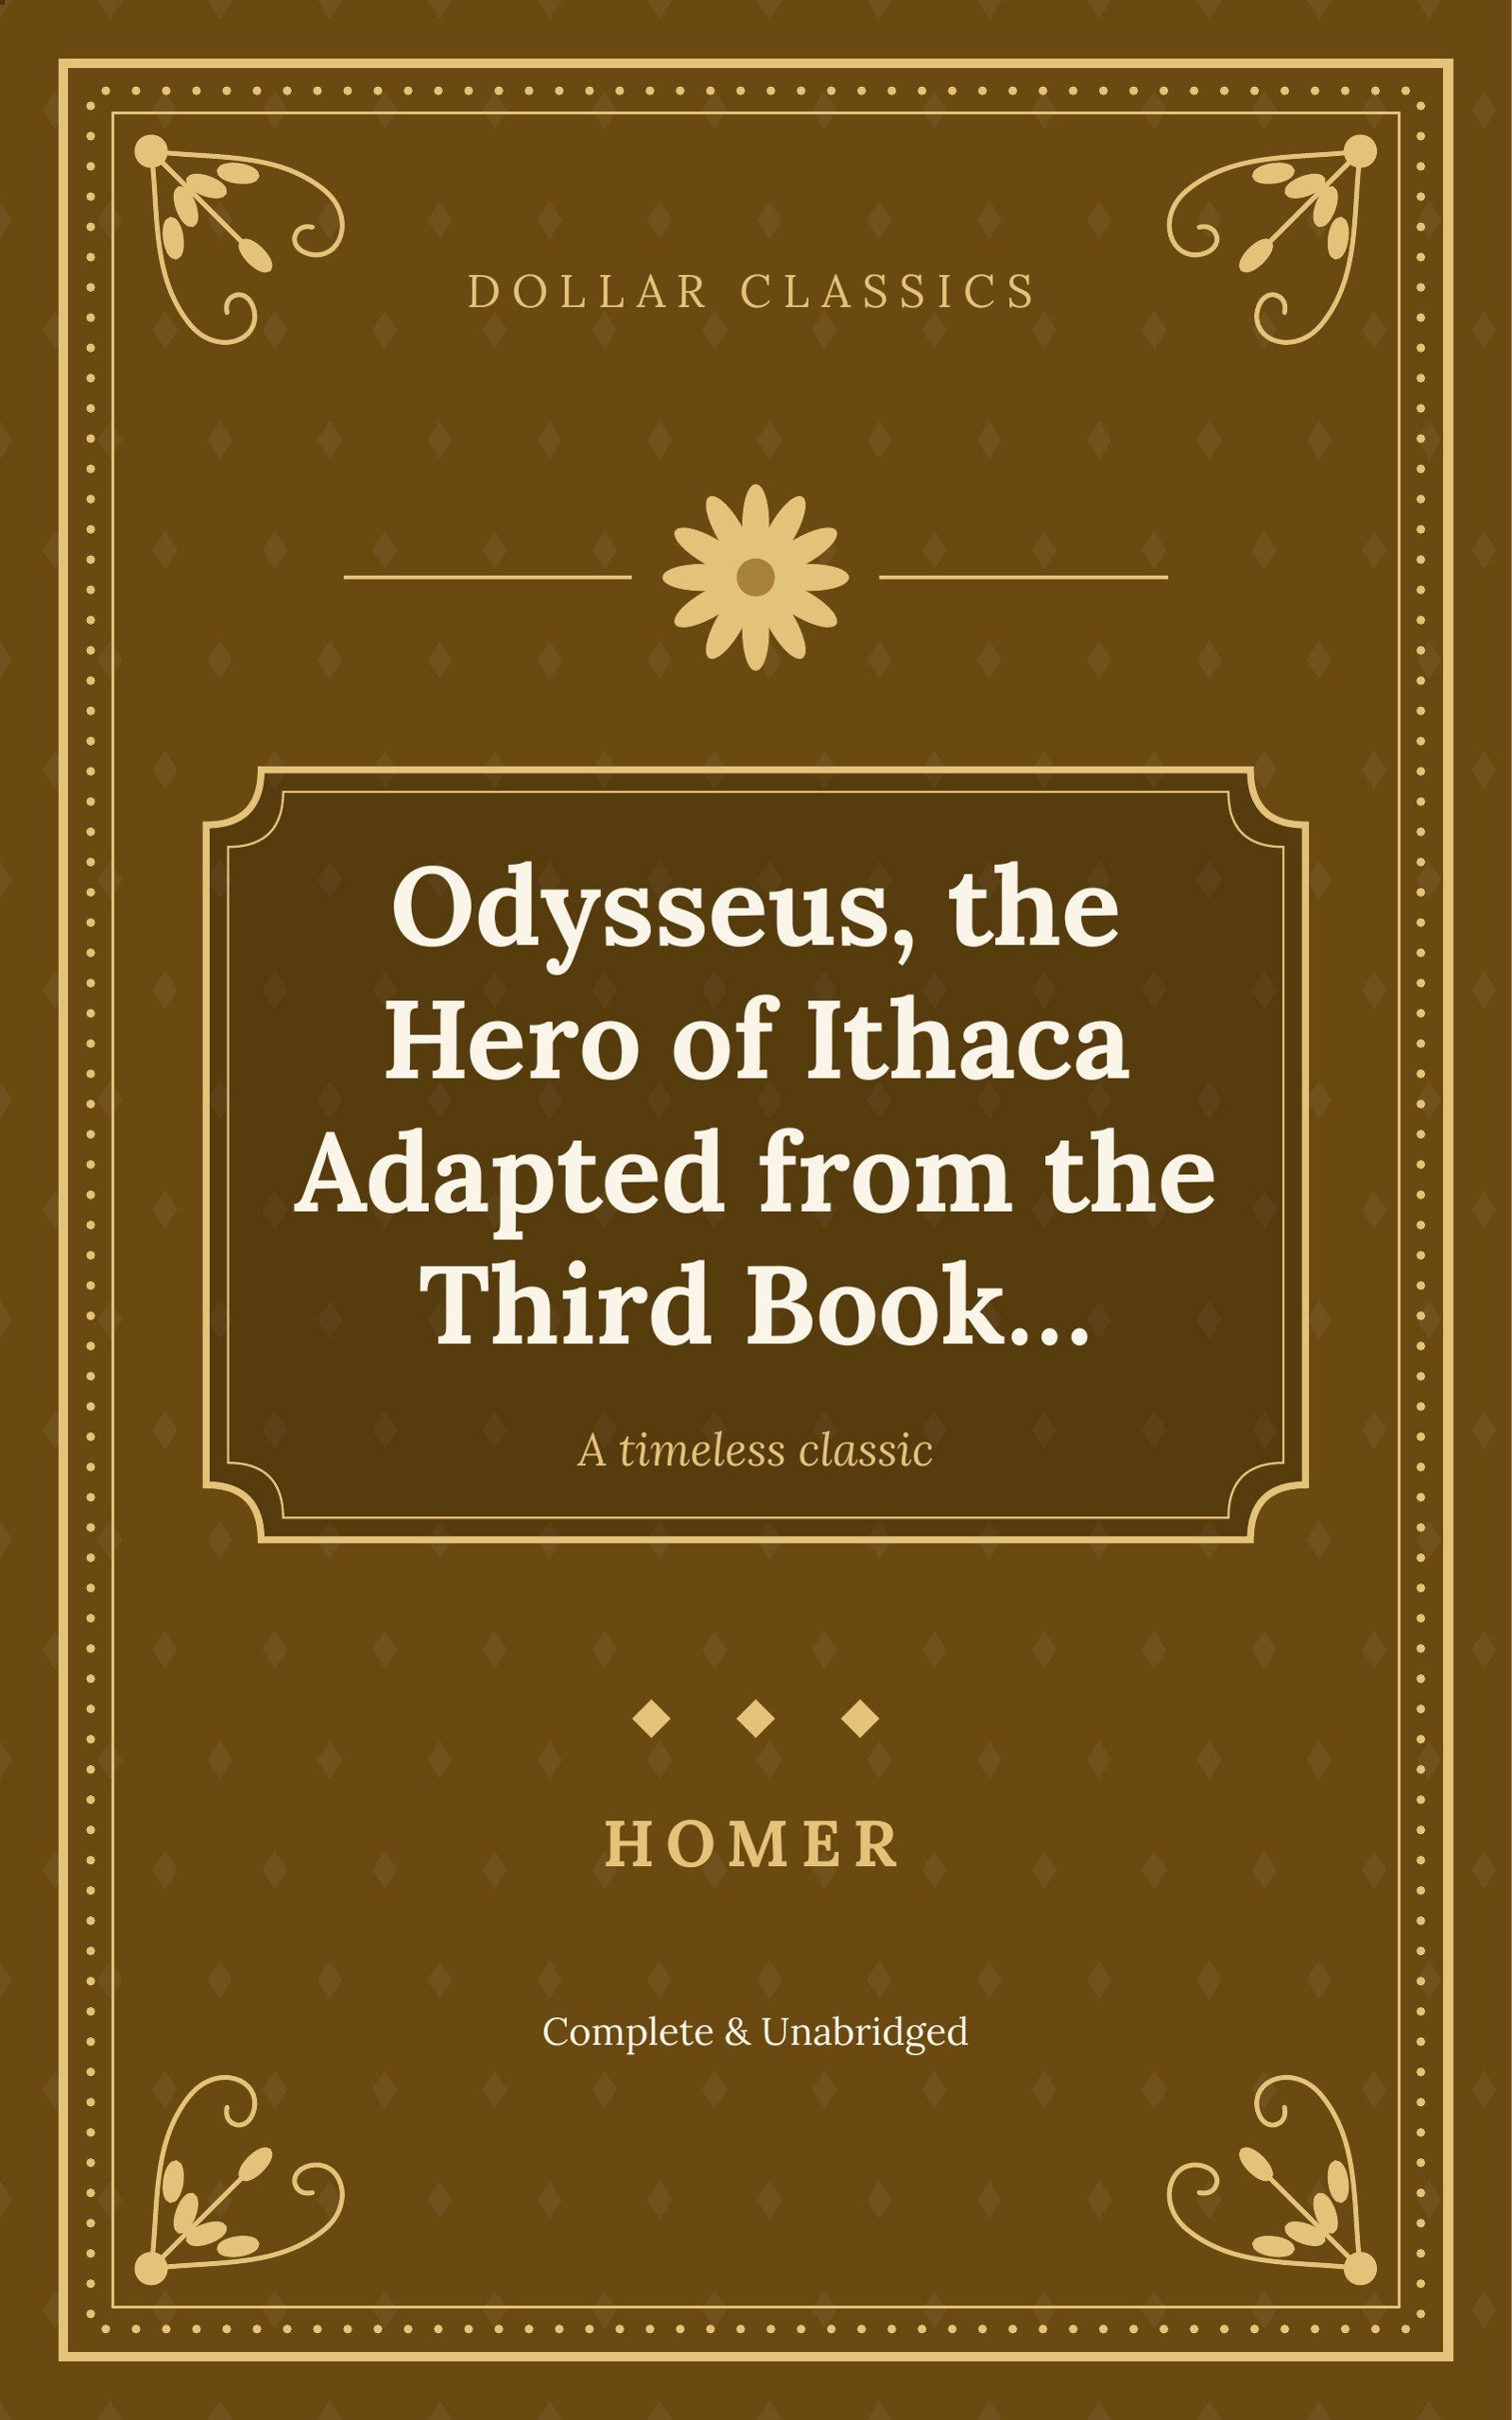 DOLLAR CLASSICS
Odysseus, the
Hero of Ithaca
Adapted from the
Third Book...
A timeless classic
HOMER
Complete & Unabridged